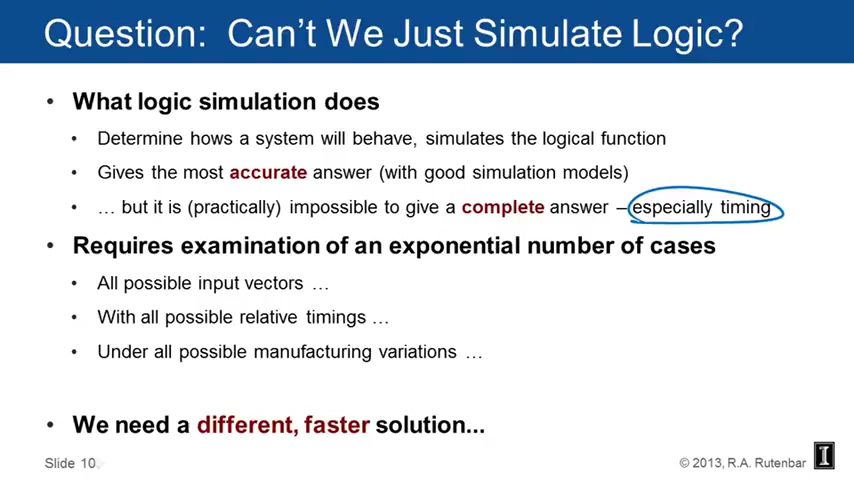 Question: Can't We Just Simulate Logic?
• What logic simulation does
• Determine hows a system will behave, simulates the logical function
• Gives the most accurate answer (with good simulation models)
• … but it is (practically) impossible to give a complete answer – especially timing
• Requires examination of an exponential number of cases
• All possible input vectors …
• With all possible relative timings …
• Under all possible manufacturing variations …
• We need a different, faster solution...
Slide 10
© 2013, R.A. Rutenbar
I